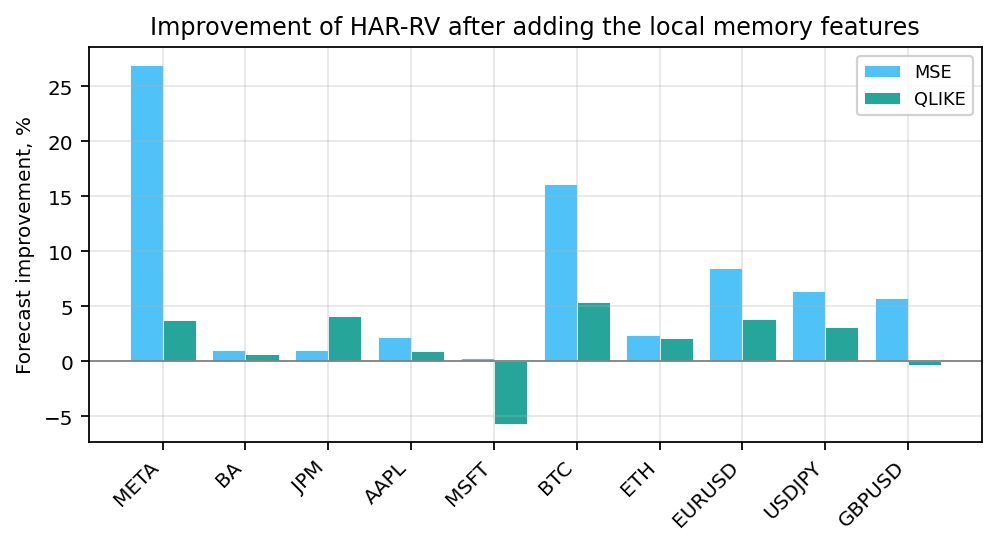 Improvement of HAR-RV after adding the local memory features
MSE
QLIKE
Forecast improvement, %
25
20
15
10
5
0
−5
META
BA
JPM
AAPL
MSFT
BTC
ETH
EURUSD
USDJPY
GBPUSD